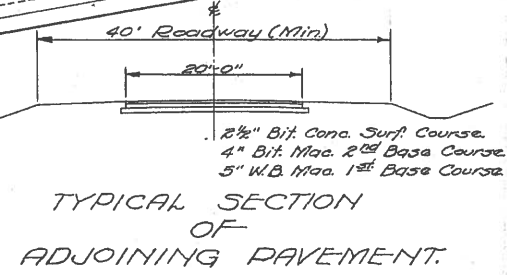 ℄
40' Roadway (Min)
20'-0"
2½" Bit. Conc. Surf. Course.
4" Bit. Mac. 2nd Base Course.
5" W.B. Mac. 1st Base Course.
TYPICAL SECTION
OF
ADJOINING PAVEMENT.